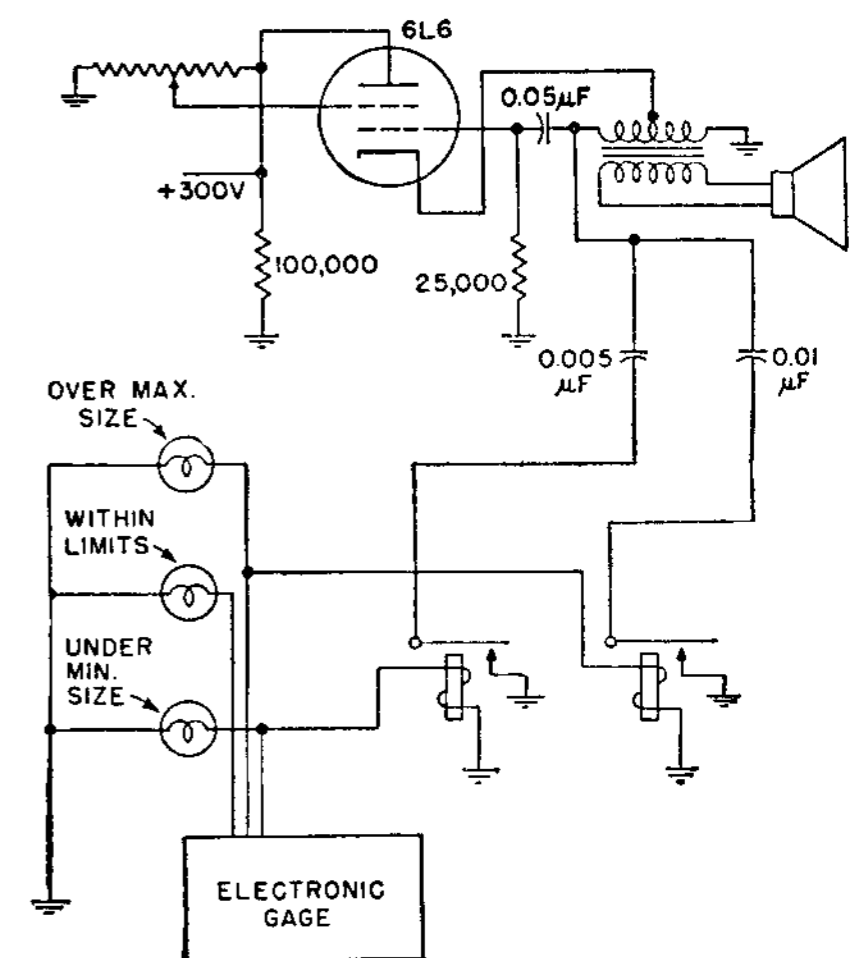 6L6
0.05µF
+300V
100,000
25,000
0.005
µF
0.01
µF
OVER MAX.
SIZE
WITHIN
LIMITS
UNDER
MIN.
SIZE
ELECTRONIC
GAGE